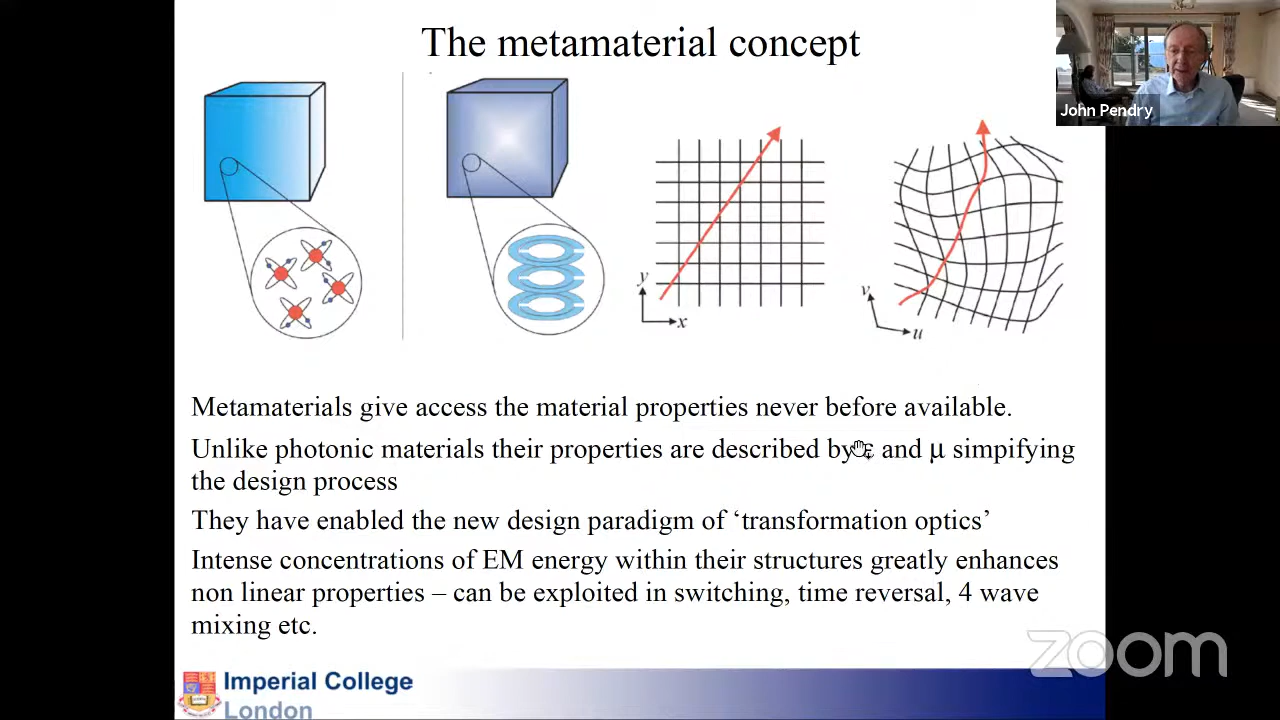 The metamaterial concept
John Pendry
y
x
v
u
Metamaterials give access the material properties never before available.
Unlike photonic materials their properties are described by ε and μ simplifying
the design process
They have enabled the new design paradigm of ‘transformation optics’
Intense concentrations of EM energy within their structures greatly enhances
non linear properties – can be exploited in switching, time reversal, 4 wave
mixing etc.
zoom
Imperial College
London